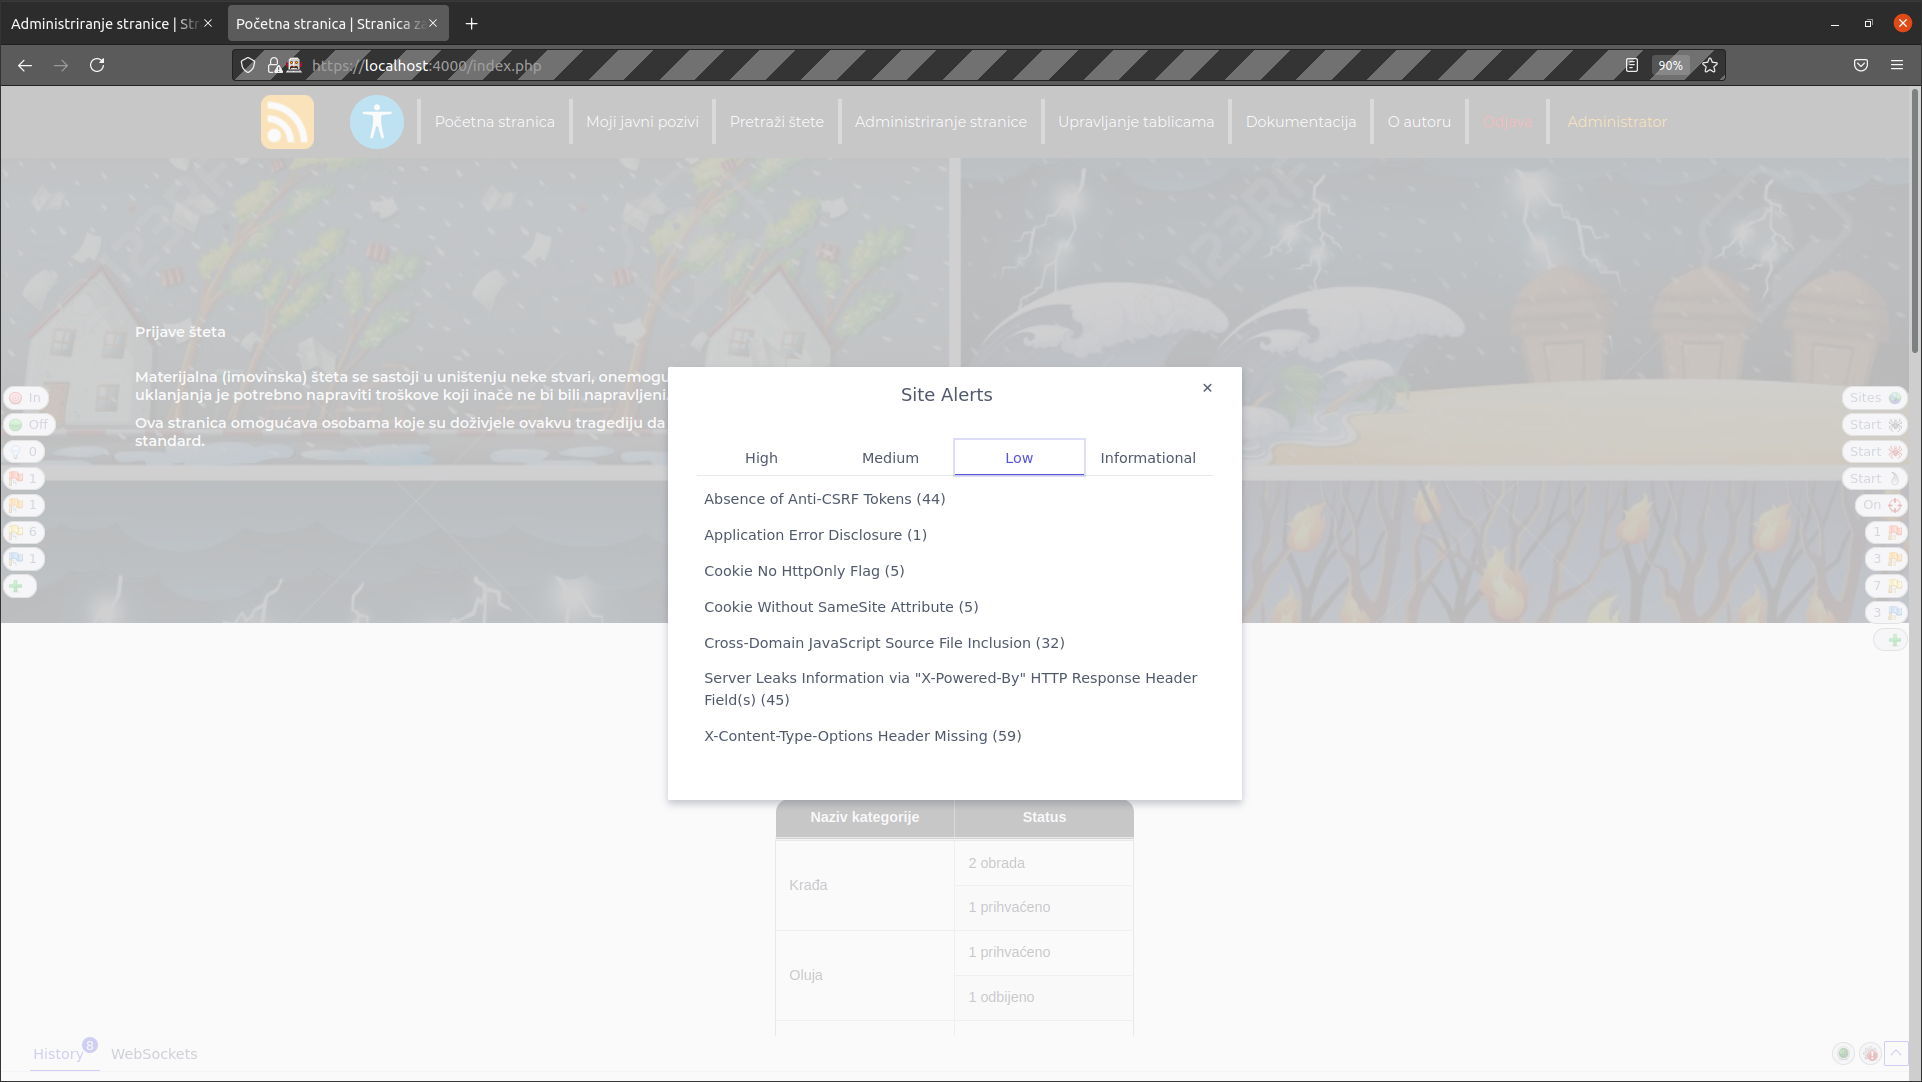 Administriranje stranice | Str
Početna stranica | Stranica za
https://localhost:4000/index.php
90%
Početna stranica
Moji javni pozivi
Pretraži štete
Administriranje stranice
Upravljanje tablicama
Dokumentacija
O autoru
Odjava
Administrator
123RF
123RF
Prijave šteta
Materijalna (imovinska) šteta se sastoji u uništenju neke stvari, onemogu
uklanjanja je potrebno napraviti troškove koji inače ne bi bili napravljeni.
Ova stranica omogućava osobama koje su doživjele ovakvu tragediju da
standard.
In
Off
0
1
1
6
1
Sites
Start
Start
Start
On
1
3
7
3
Site Alerts
High
Medium
Low
Informational
Absence of Anti-CSRF Tokens (44)
Application Error Disclosure (1)
Cookie No HttpOnly Flag (5)
Cookie Without SameSite Attribute (5)
Cross-Domain JavaScript Source File Inclusion (32)
Server Leaks Information via "X-Powered-By" HTTP Response Header
Field(s) (45)
X-Content-Type-Options Header Missing (59)
Naziv kategorije
Status
Krađa
2 obrada
1 prihvaćeno
Oluja
1 prihvaćeno
1 odbijeno
History
8
WebSockets